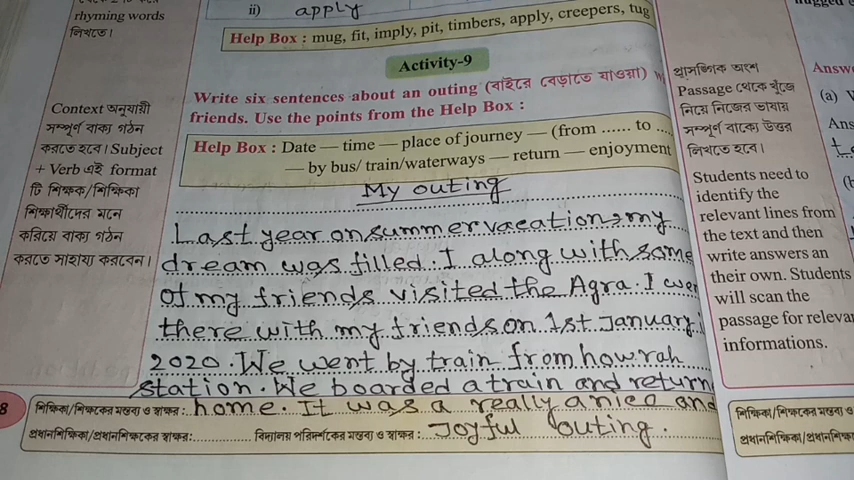 rhyming words
লিখতে।
ii) apply
Help Box : mug, fit, imply, pit, timbers, apply, creepers, tug
Activity-9
Write six sentences about an outing (বাইরে বেড়াতে যাওয়া)
friends. Use the points from the Help Box :
Help Box : Date — time — place of journey — (from ...... to ...
— by bus/ train/waterways — return — enjoyment
Context অনুযায়ী
সম্পূর্ণ বাক্য গঠন
করতে হবে। Subject
+ Verb এই format
টি শিক্ষক/শিক্ষিকা
শিক্ষার্থীদের মনে
করিয়ে বাক্য গঠন
করতে সাহায্য করবেন।
My outing
Last year on summer vacation, my
dream was filled. I along with some
of my friends visited the Agra. I
there with my friends on 1st January
2020. We went by train from howrah
station. We boarded a train and return
home. It was a really a nice and
Joyful outing.
8
শিক্ষিকা/শিক্ষকের মন্তব্য ও স্বাক্ষর :
প্রধানশিক্ষিকা/প্রধানশিক্ষকের স্বাক্ষর:.............. বিদ্যালয় পরিদর্শকের মন্তব্য ও স্বাক্ষর :
প্রাসঙ্গিক অংশ
Passage থেকে খুঁজে
নিয়ে নিজের ভাষায়
সম্পূর্ণ বাক্যে উত্তর
লিখতে হবে।
Students need to
identify the
relevant lines from
the text and then
write answers an
their own. Students
will scan the
passage for
informations.
Answ
(a)
Ans
(b
শিক্ষিকা/শিক্ষকের মন্তব্য ও
প্রধানশিক্ষিকা/প্রধানশিক্ষকে